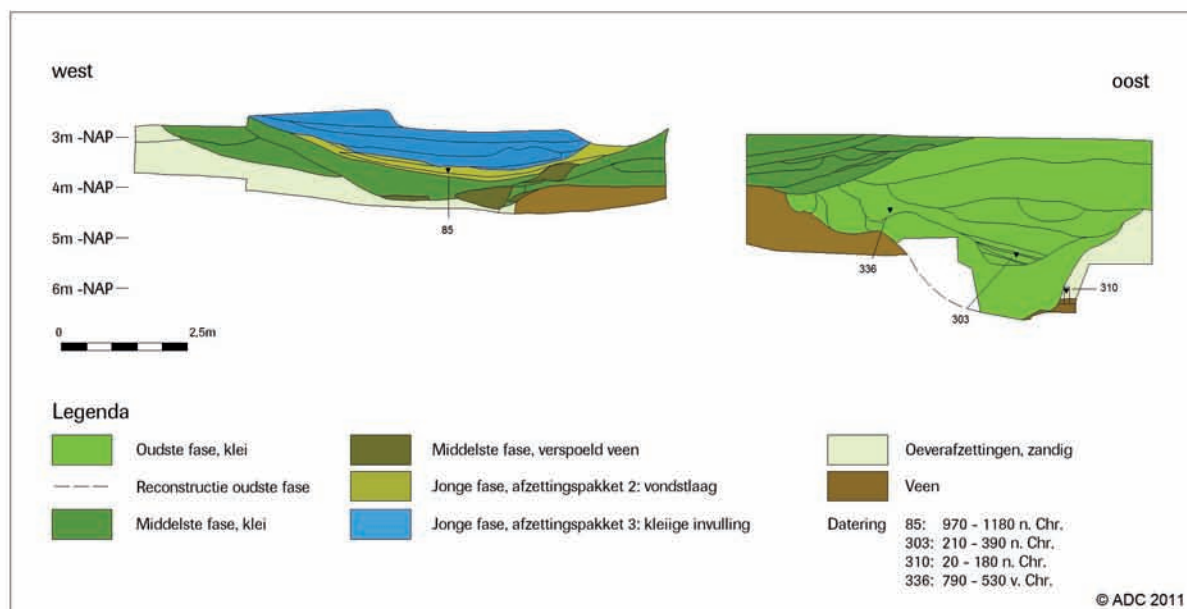 west
oost
3m -NAP
4m -NAP
5m -NAP
6m -NAP
85
336
310
303
0 2,5m
Legenda
Oudste fase, klei
Reconstructie oudste fase
Middelste fase, klei
Middelste fase, verspoeld veen
Jonge fase, afzettingspakket 2: vondstlaag
Jonge fase, afzettingspakket 3: kleiige invulling
Oeverafzettingen, zandig
Veen
Datering 85: 970 - 1180 n. Chr.
303: 210 - 390 n. Chr.
310: 20 - 180 n. Chr.
336: 790 - 530 v. Chr.
© ADC 2011